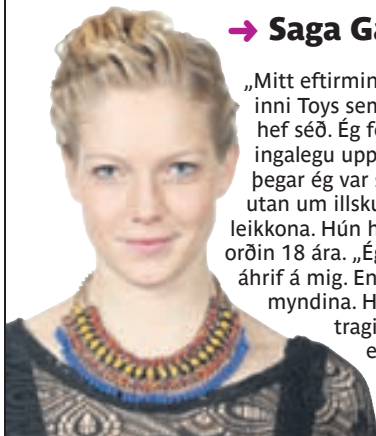 → Saga Ga
„Mitt eftirmin
inni Toys sem
hef séð. Ég f
ingalegu upp
þegar ég var s
utan um illsku
leikkona. Hún h
orðin 18 ára. „Ég
áhrif á mig. En
myndina. H
tragi
e